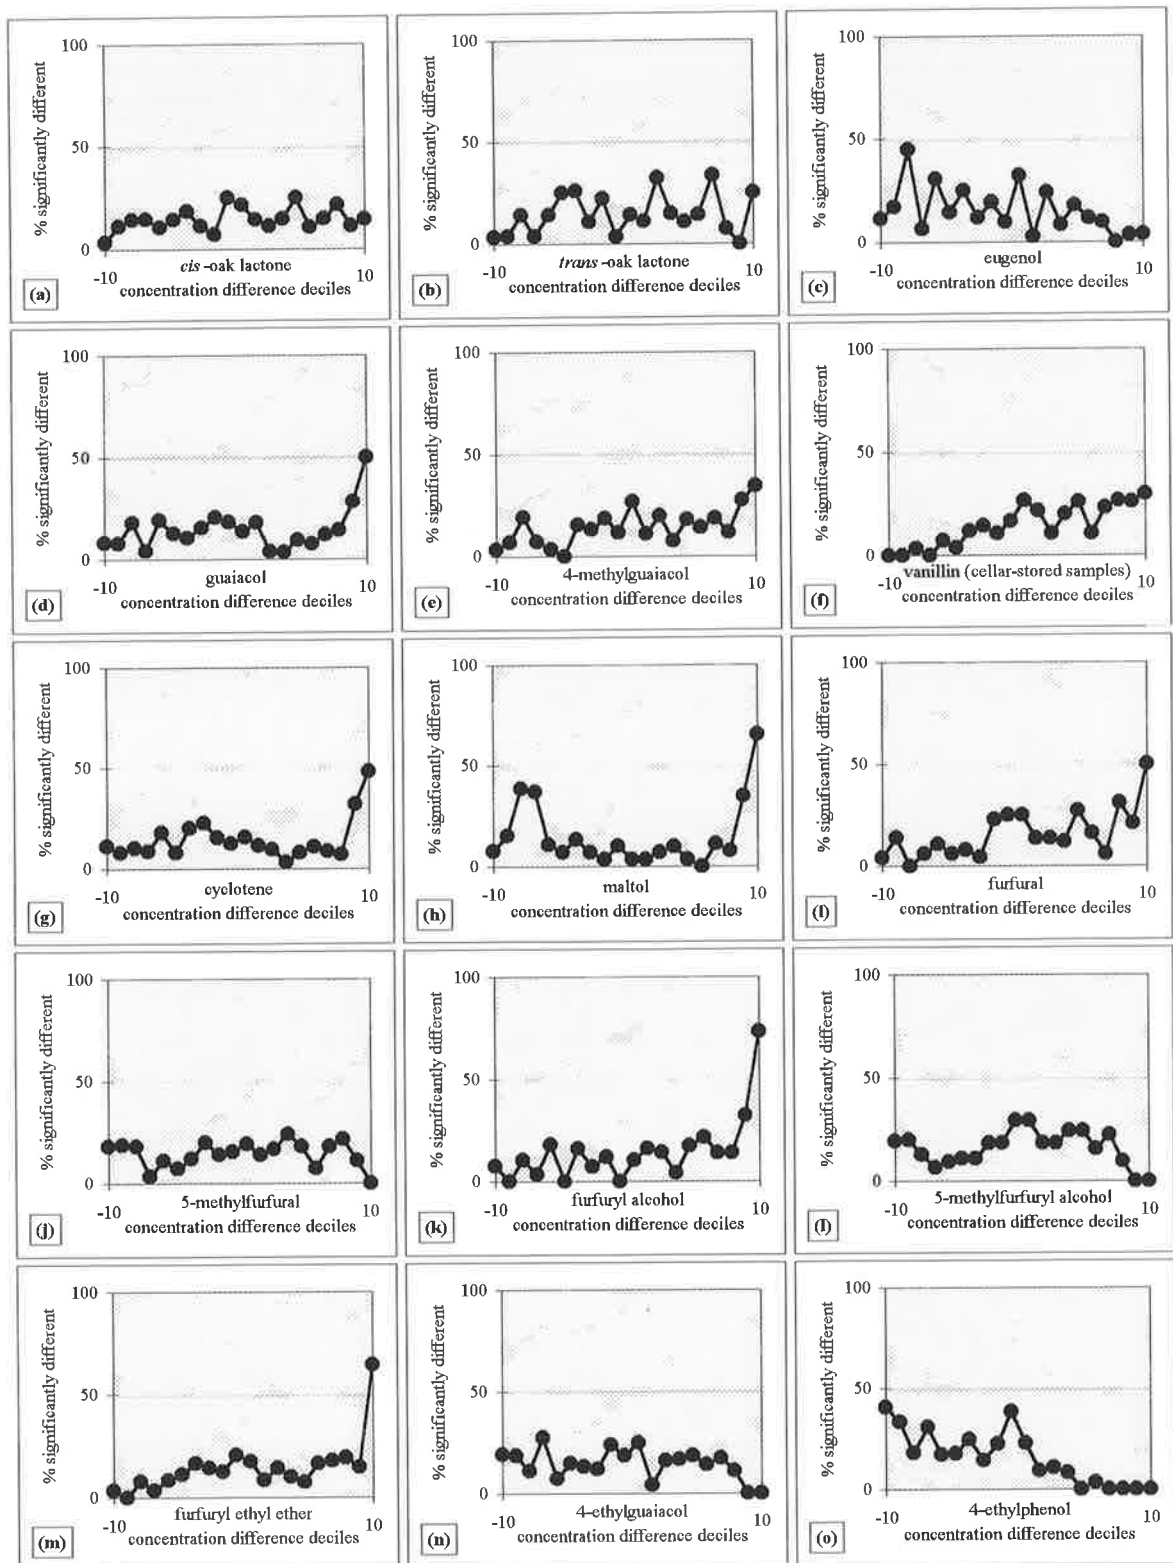 100
% significantly different
50
0
-10
cis -oak lactone
10
(a)
concentration difference deciles
100
% significantly different
50
0
-10
trans -oak lactone
10
(b)
concentration difference deciles
100
% significantly different
50
0
-10
eugenol
10
(c)
concentration difference deciles
100
% significantly different
50
0
-10
guaiacol
10
(d)
concentration difference deciles
100
% significantly different
50
0
-10
4-methylguaiacol
10
(e)
concentration difference deciles
100
% significantly different
50
0
-10
vanillin (cellar-stored samples)
10
(f)
concentration difference deciles
100
% significantly different
50
0
-10
cyclotene
10
(g)
concentration difference deciles
100
% significantly different
50
0
-10
maltol
10
(h)
concentration difference deciles
100
% significantly different
50
0
-10
furfural
10
(i)
concentration difference deciles
100
% significantly different
50
0
-10
5-methylfurfural
10
(j)
concentration difference deciles
100
% significantly different
50
0
-10
furfuryl alcohol
10
(k)
concentration difference deciles
100
% significantly different
50
0
-10
5-methylfurfuryl alcohol
10
(l)
concentration difference deciles
100
% significantly different
50
0
-10
furfuryl ethyl ether
10
(m)
concentration difference deciles
100
% significantly different
50
0
-10
4-ethylguaiacol
10
(n)
concentration difference deciles
100
% significantly different
50
0
-10
4-ethylphenol
10
(o)
concentration difference deciles